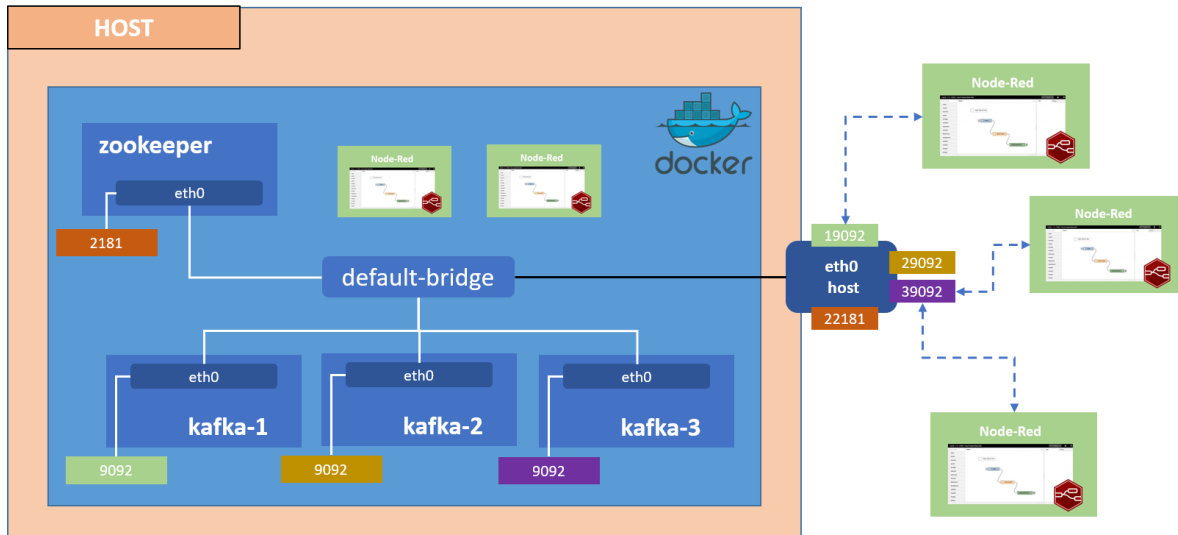 HOST
docker
zookeeper
eth0
2181
Node-Red
Node-Red
default-bridge
eth0
kafka-1
9092
eth0
kafka-2
9092
eth0
kafka-3
9092
19092
eth0
host
29092
39092
22181
Node-Red
Node-Red
Node-Red